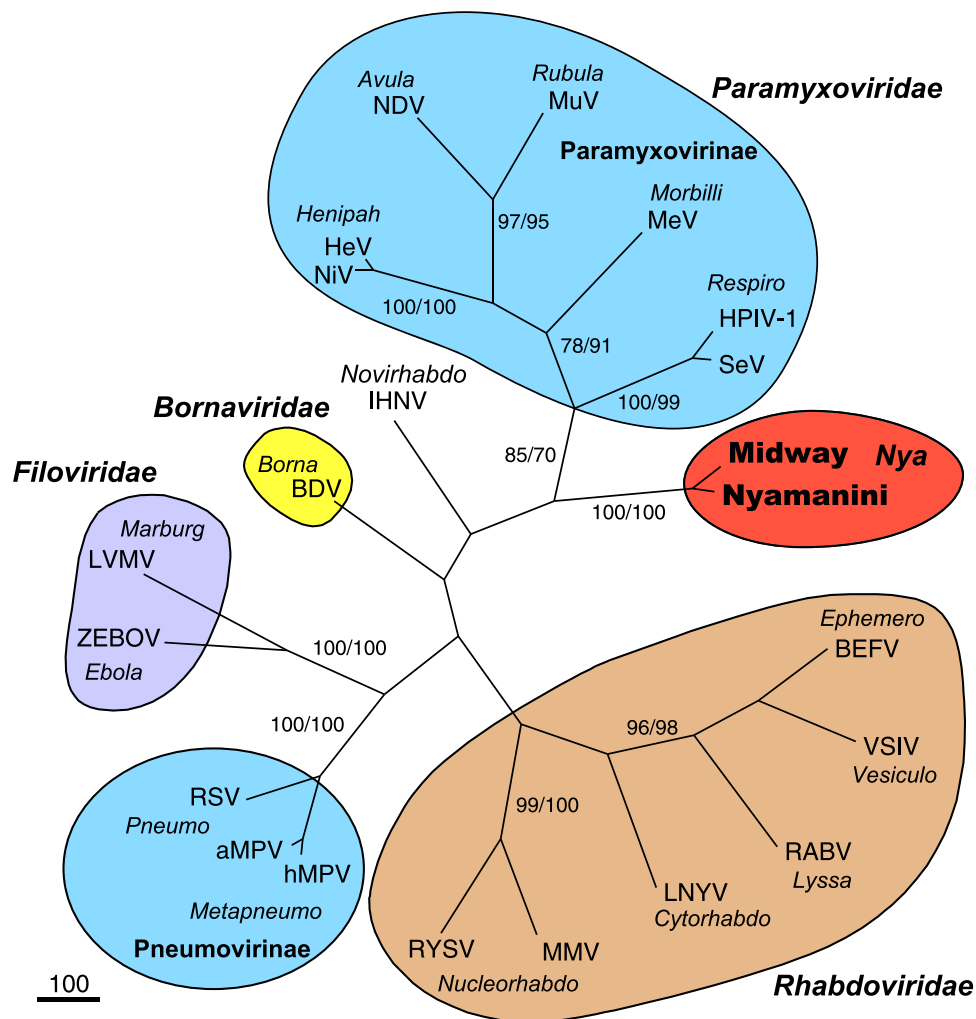 Paramyxoviridae
Avula
NDV
Rubula
MuV
Paramyxovirinae
Morbilli
MeV
97/95
Henipah
HeV
NiV
100/100
Respiro
HPIV-1
SeV
78/91
100/99
Novirhabdo
IHNV
Bornaviridae
Borna
BDV
85/70
Midway Nya
Nyamanini
100/100
Filoviridae
Marburg
LVMV
ZEBOV
Ebola
100/100
100/100
Ephemero
BEFV
96/98
VSIV
Vesiculo
RSV
Pneumo
aMPV
hMPV
Metapneumo
Pneumovirinae
99/100
RABV
Lyssa
LNYV
Cytorhabdo
RYSV
MMV
Nucleorhabdo
Rhabdoviridae
100